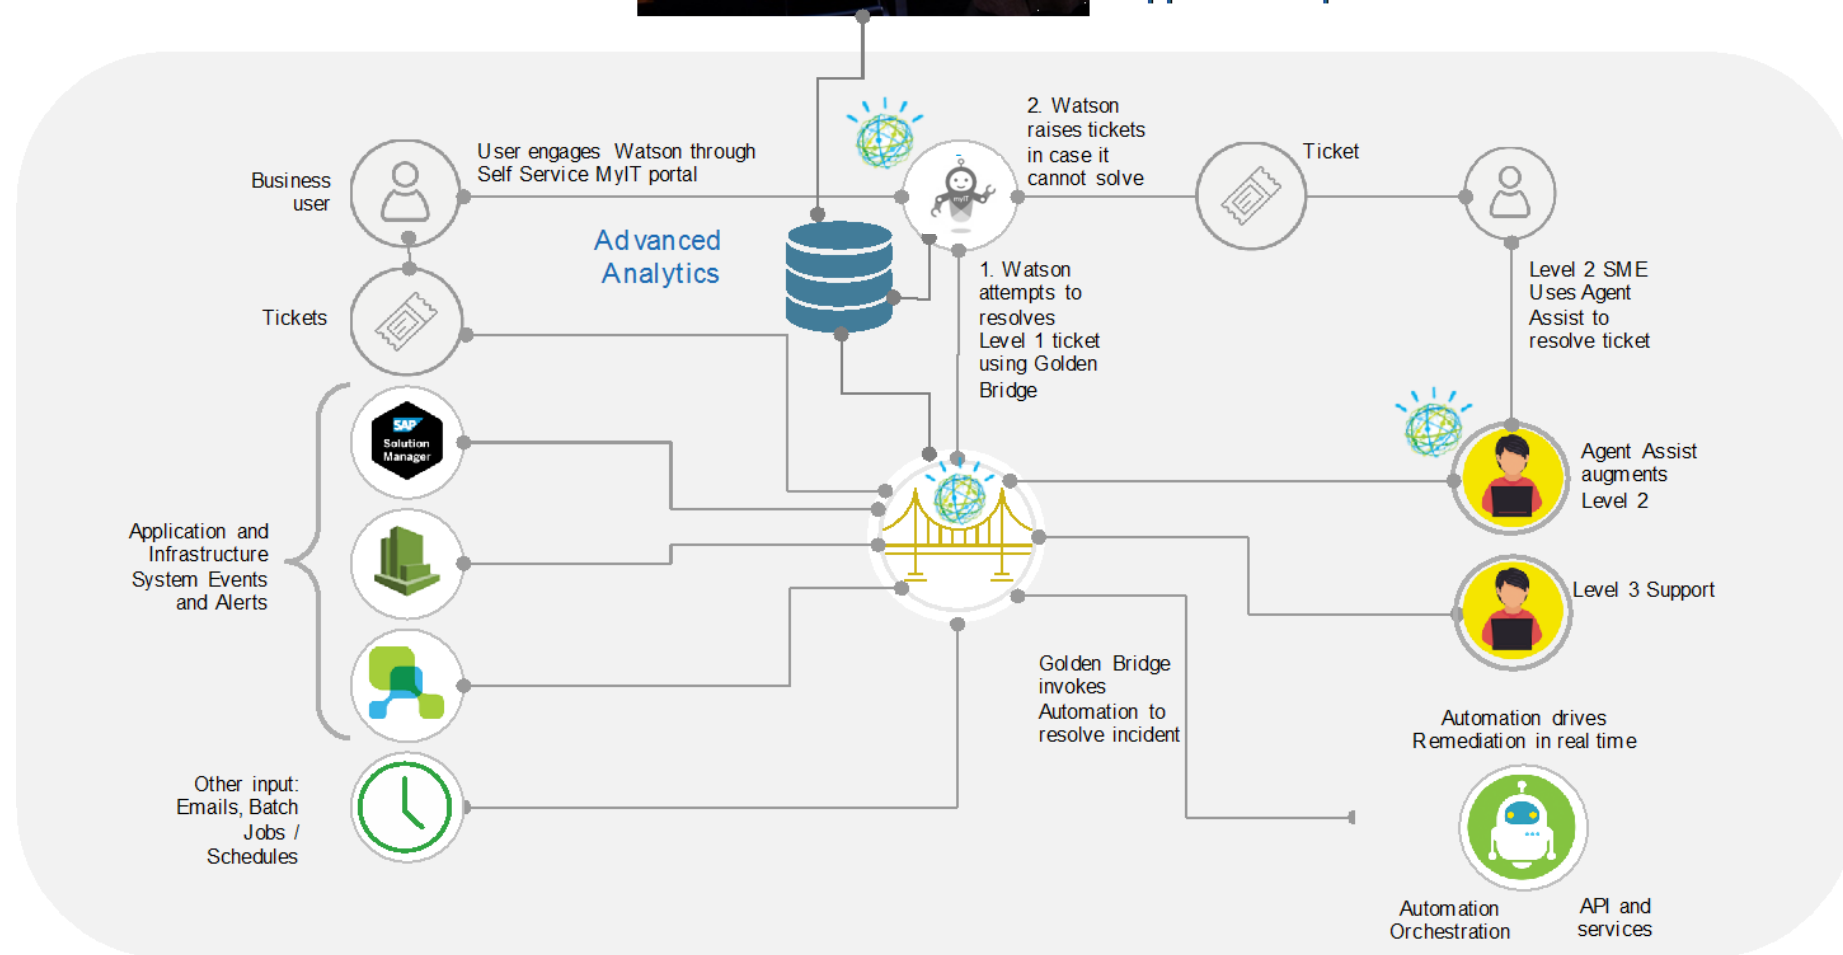 2. Watson
raises tickets
in case it
cannot solve
User engages Watson through
Self Service MyIT portal
Ticket
Business
user
myIT
Advanced
Analytics
1. Watson
attempts to
resolves
Level 1 ticket
using Golden
Bridge
Level 2 SME
Uses Agent
Assist to
resolve ticket
Tickets
SAP
Solution
Manager
Agent Assist
augments
Level 2
Application and
Infrastructure
System Events
and Alerts
Level 3 Support
Golden Bridge
invokes
Automation to
resolve incident
Automation drives
Remediation in real time
Other input:
Emails, Batch
Jobs /
Schedules
Automation
Orchestration
API and
services